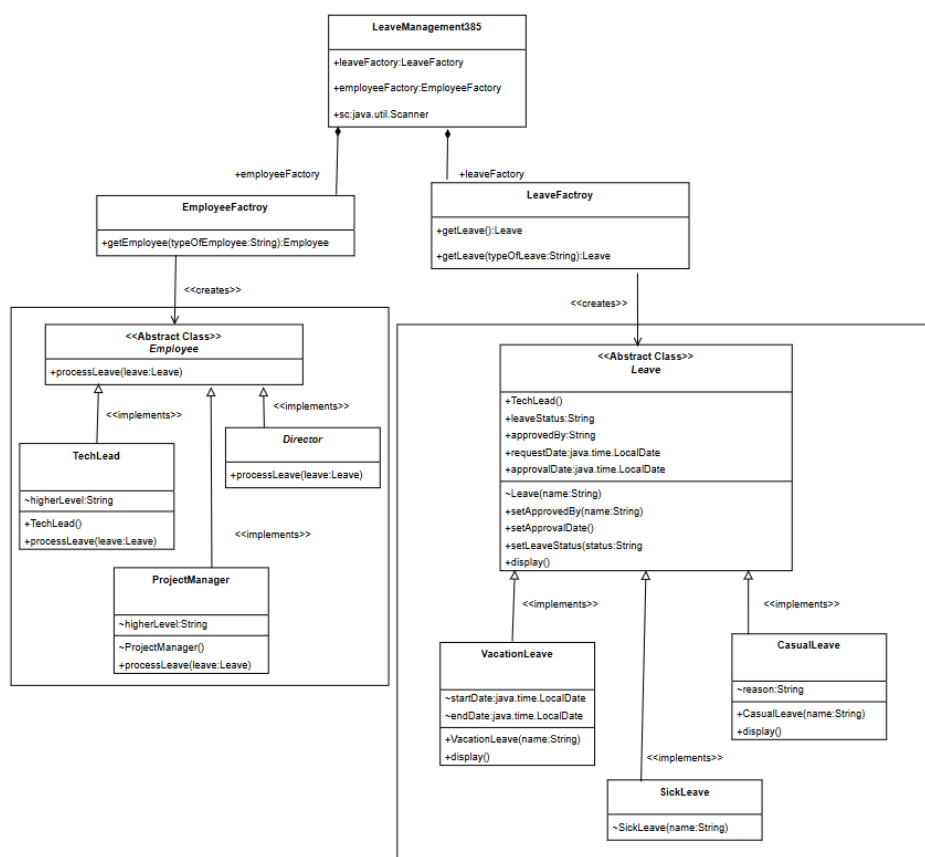 LeaveManagement385
+leaveFactory:LeaveFactory
+employeeFactory:EmployeeFactory
+sc:java.util.Scanner
+employeeFactory
+leaveFactory
EmployeeFactroy
+getEmployee(typeOfEmployee:String):Employee
LeaveFactroy
+getLeave():Leave
+getLeave(typeOfLeave:String):Leave
<<creates>>
<<creates>>
<<Abstract Class>>
Employee
+processLeave(leave:Leave)
<<implements>>
<<implements>>
TechLead
~higherLevel:String
+TechLead()
+processLeave(leave:Leave)
Director
+processLeave(leave:Leave)
<<implements>>
ProjectManager
~higherLevel:String
~ProjectManager()
+processLeave(leave:Leave)
<<Abstract Class>>
Leave
+TechLead()
+leaveStatus:String
+approvedBy:String
+requestDate:java.time.LocalDate
+approvalDate:java.time.LocalDate
~Leave(name:String)
+setApprovedBy(name:String)
+setApprovalDate()
+setLeaveStatus(status:String
+display()
<<implements>>
<<implements>>
VacationLeave
~startDate:java.time.LocalDate
~endDate:java.time.LocalDate
+VacationLeave(name:String)
+display()
CasualLeave
~reason:String
+CasualLeave(name:String)
+display()
<<implements>>
SickLeave
~SickLeave(name:String)